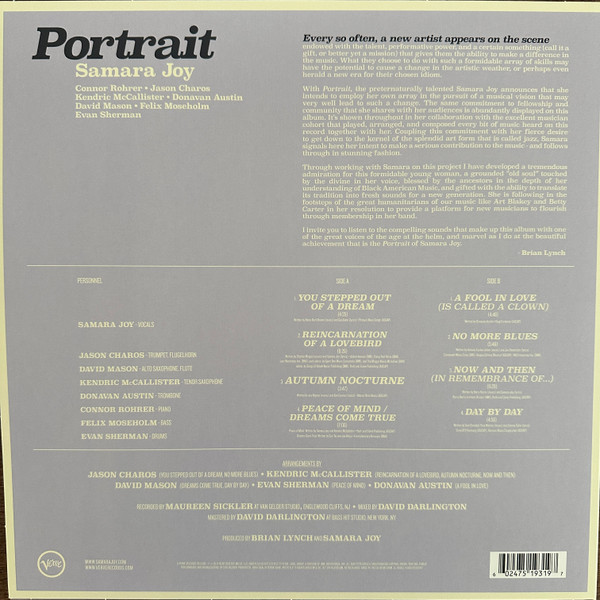 Portrait
Samara Joy
Connor Rohrer • Jason Charos
Kendric McCallister • Donavan Austin
David Mason • Felix Moseholm
Evan Sherman
Every so often, a new artist appears on the scene
endowed with the talent, performative power, and a certain something (call it a
gift, or better yet a mission) that gives them the ability to make a difference in
the music. What they choose to do with such a formidable array of skills may
have the potential to cause a change in the artistic weather, or perhaps even
herald a new era for their chosen idiom.
With Portrait, the preternaturally talented Samara Joy announces that she
intends to employ her own array in the pursuit of a musical vision that may
very well lead to such a change. The same commitment to fellowship and
community that she shares with her audiences is abundantly displayed on this
album. It's shown throughout in her collaboration with the excellent musician
cohort that played, arranged, and composed every bit of music heard on this
record together with her. Coupling this commitment with her fierce desire
to get down to the kernel of the splendid art form that is called jazz, Samara
signals here her intent to make a serious contribution to the music - and follows
through in stunning fashion.
Through working with Samara on this project I have developed a tremendous
admiration for this formidable young woman, a grounded "old soul" touched
by the divine in her voice, blessed by the ancestors in the depth of her
understanding of Black American Music, and gifted with the ability to translate
its tradition into fresh sounds for a new generation. She is following in the
footsteps of the great humanitarians of our music like Art Blakey and Betty
Carter in her resolution to provide a platform for new musicians to flourish
through membership in her band.
I invite you to listen to the compelling sounds that make up this album with one
of the great voices of the age at the helm, and marvel as I do at the beautiful
achievement that is the Portrait of Samara Joy.
- Brian Lynch
PERSONNEL
SAMARA JOY - VOCALS
JASON CHAROS - TRUMPET, FLUGELHORN
DAVID MASON - ALTO SAXOPHONE, FLUTE
KENDRIC McCALLISTER - TENOR SAXOPHONE
DONAVAN AUSTIN - TROMBONE
CONNOR ROHRER - PIANO
FELIX MOSEHOLM - BASS
EVAN SHERMAN - DRUMS
SIDE A
1. YOU STEPPED OUT
OF A DREAM
2. REINCARNATION
OF A LOVEBIRD
3. AUTUMN NOCTURNE
4. PEACE OF MIND /
DREAMS COME TRUE
SIDE B
1. A FOOL IN LOVE
(IS CALLED A CLOWN)
2. NO MORE BLUES
3. NOW AND THEN
(IN REMEMBRANCE OF...)
4. DAY BY DAY
ARRANGEMENTS BY
JASON CHAROS (YOU STEPPED OUT OF A DREAM, NO MORE BLUES) • KENDRIC McCALLISTER (REINCARNATION OF A LOVEBIRD, AUTUMN NOCTURNE, NOW AND THEN)
DAVID MASON (DREAMS COME TRUE, DAY BY DAY) • EVAN SHERMAN (PEACE OF MIND) • DONAVAN AUSTIN (A FOOL IN LOVE)
RECORDED BY MAUREEN SICKLER AT VAN GELDER STUDIO, ENGLEWOOD CLIFFS, NJ • MIXED BY DAVID DARLINGTON
MASTERED BY DAVID DARLINGTON AT BASS HIT STUDIO, NEW YORK, NY
PRODUCED BY BRIAN LYNCH AND SAMARA JOY
Verve
WWW.SAMARAJOY.COM
WWW.VERVERECORDS.COM
6 02475 19319 7